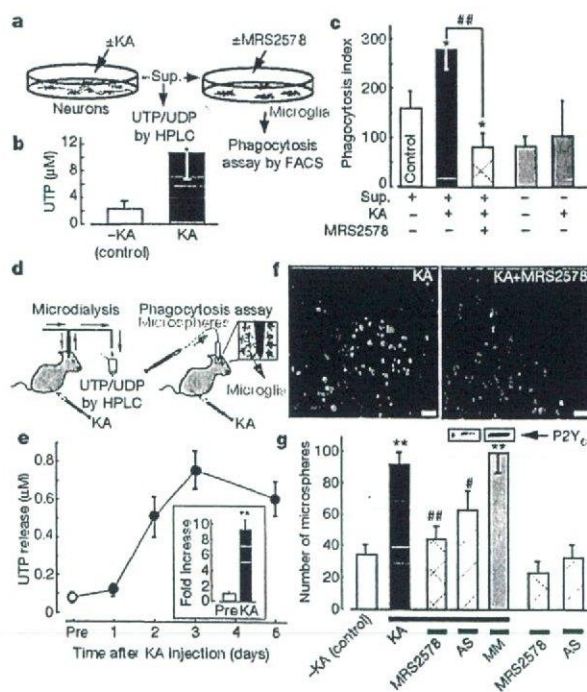 a
±KA
±MRS2578
Sup.
Neurons
Microglia
UTP/UDP
by HPLC
Phagocytosis
assay by FACS
b
UTP (μM)
12
8
4
0
*
–KA
(control)
KA
c
Phagocytosis index
300
200
100
0
##
*
*
Control
Sup. + + + – –
KA – + + – +
MRS2578 – – + – –
d
Microdialysis
Phagocytosis assay
Microspheres
UTP/UDP
by HPLC
Microglia
KA
KA
e
UTP release (μM)
1.0
0.8
0.6
0.4
0.2
0
Pre 1 2 3 4 5
Time after KA injection (days)
Fold increase
10
8
6
4
2
0
**
Pre KA
f
KA
KA+MRS2578
g
P2Y6
Number of microspheres
100
80
60
40
20
0
**
##
#
**
–KA (control)
KA
MRS2578
AS
MM
MRS2578
AS